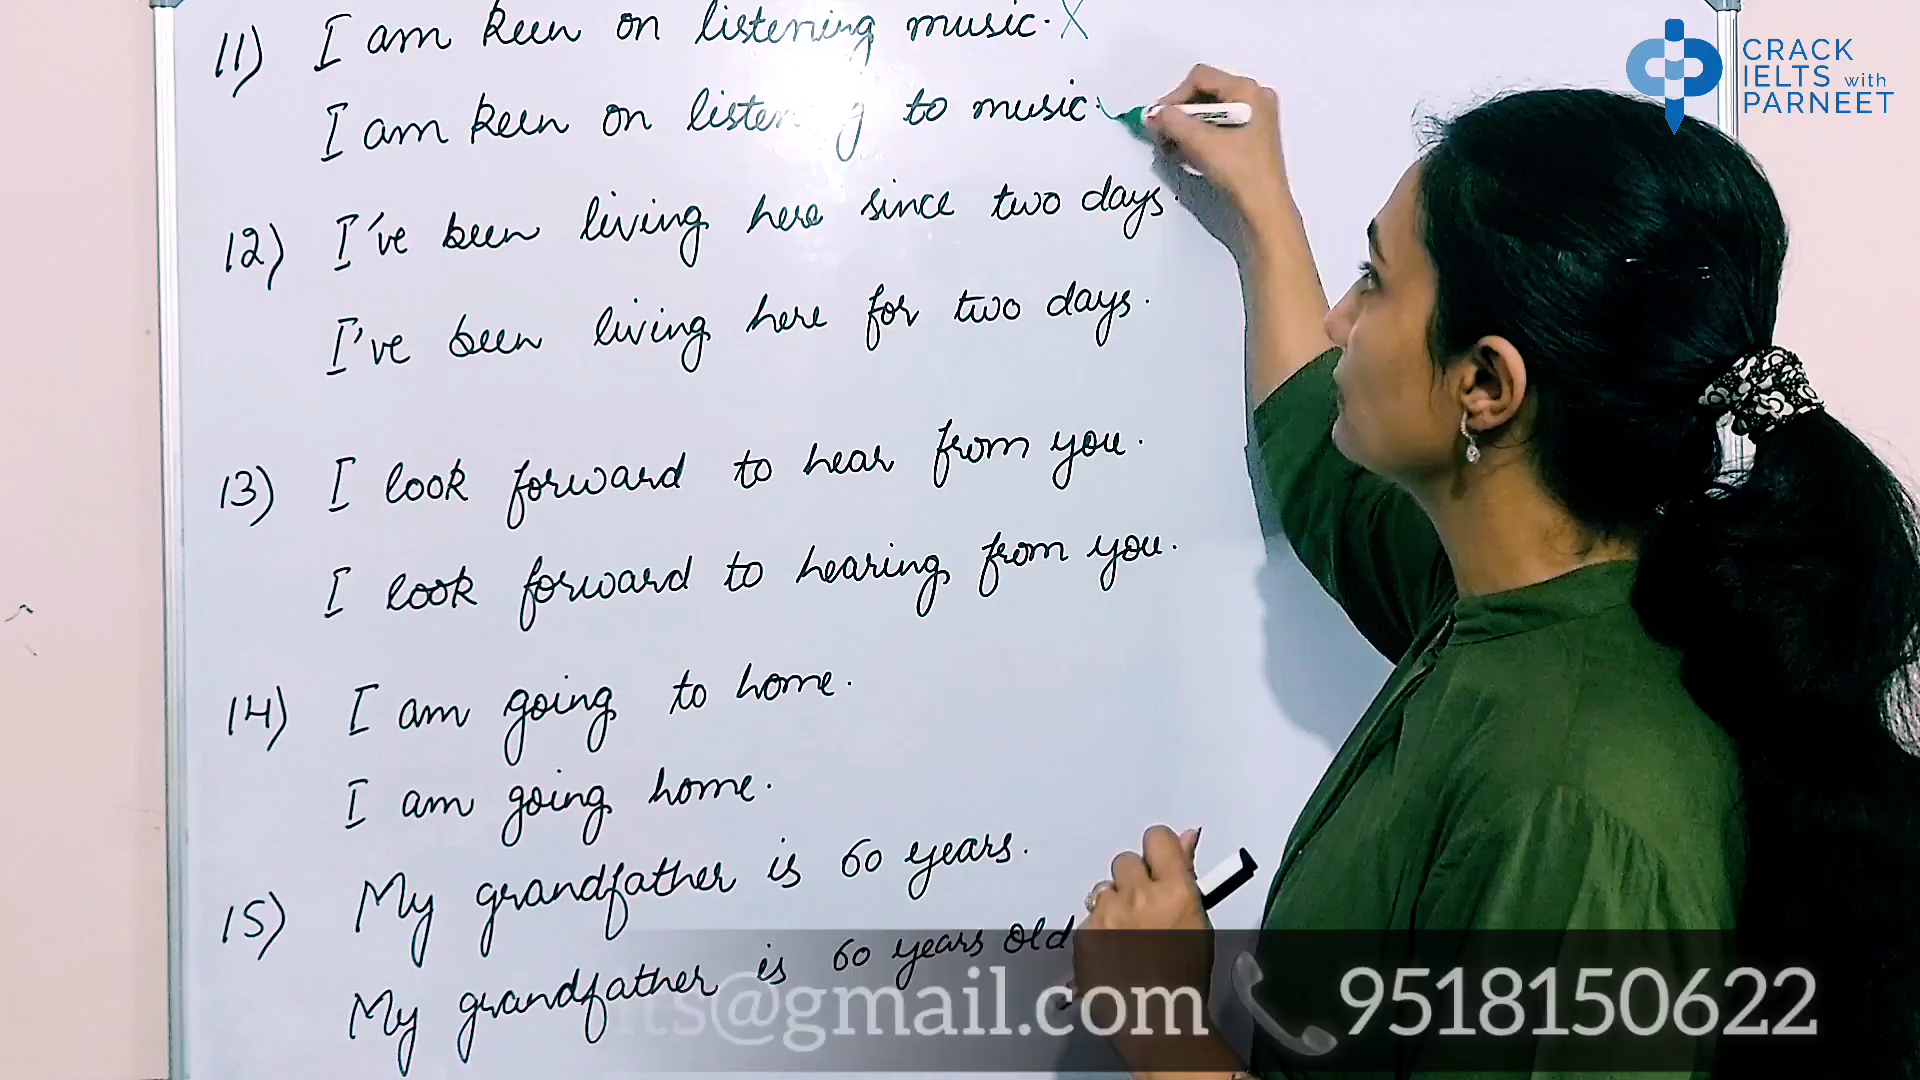 11) I am keen on listening music. X
I am keen on listening to music.
12) I've been living here since two days.
I've been living here for two days.
13) I look forward to hear from you.
I look forward to hearing from you.
14) I am going to home.
I am going home.
15) My grandfather is 60 years.
My grandfather is 60 years old
CRACK
IELTS with
PARNEET
@gmail.com 9518150622